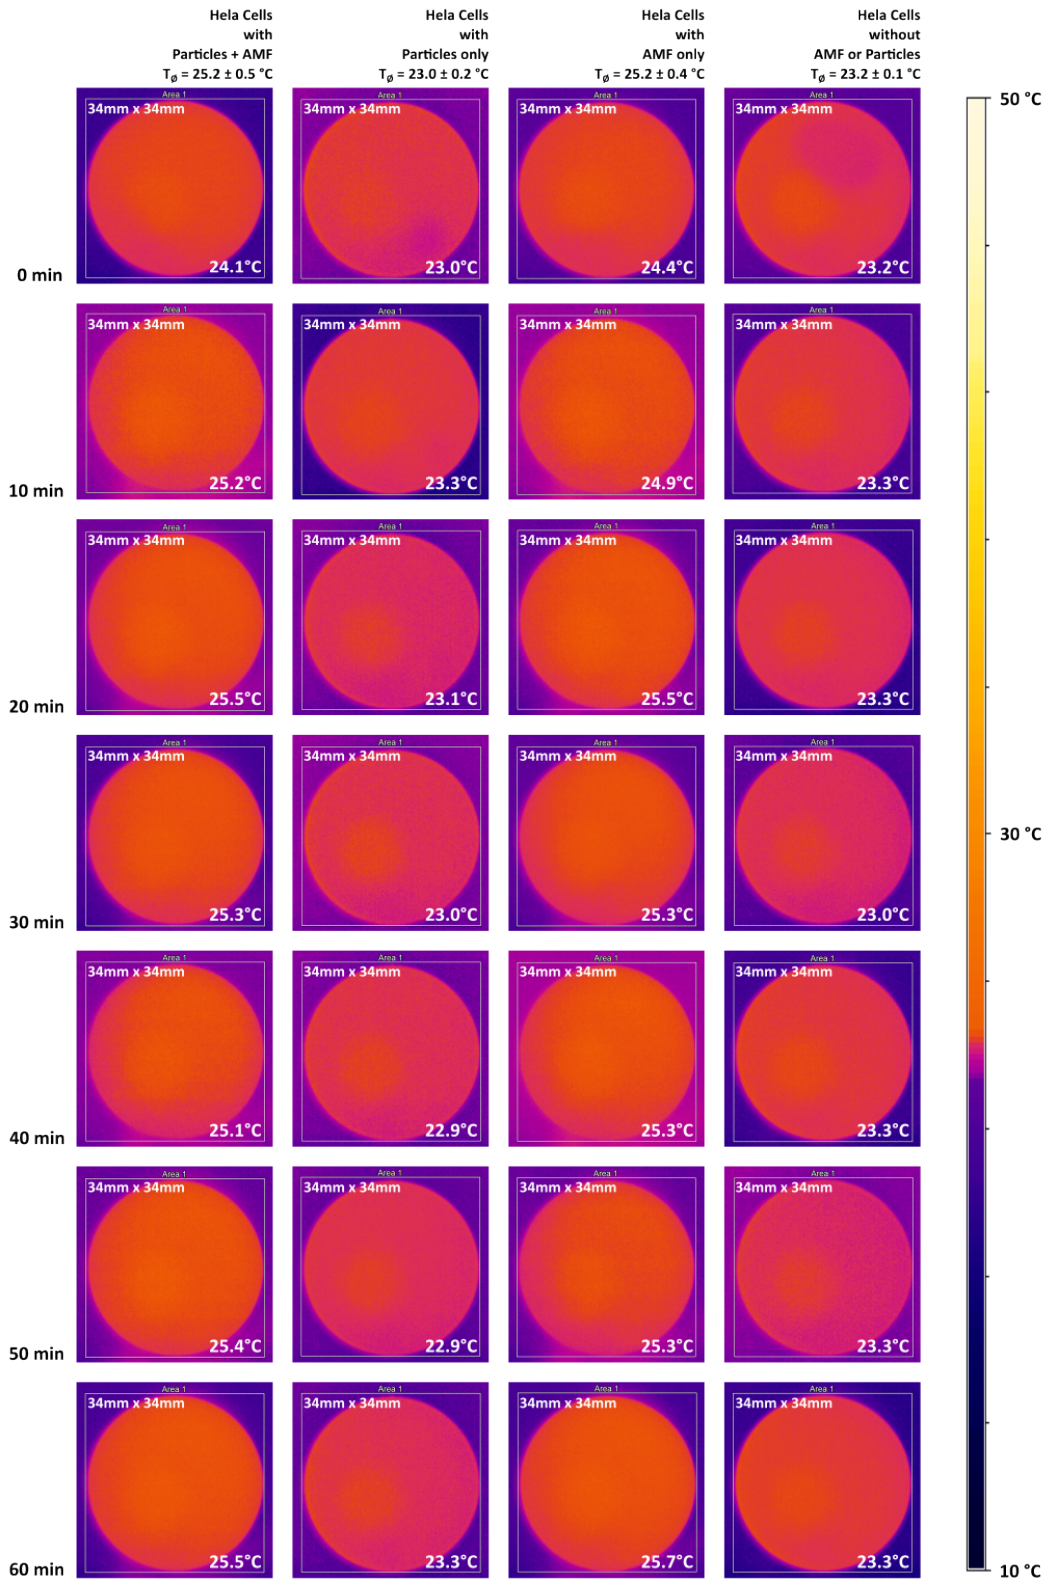 Hela Cells
with
Particles + AMF
TØ = 25.2 ± 0.5 °C
Hela Cells
with
Particles only
TØ = 23.0 ± 0.2 °C
Hela Cells
with
AMF only
TØ = 25.2 ± 0.4 °C
Hela Cells
without
AMF or Particles
TØ = 23.2 ± 0.1 °C
Area 1 Area 1 Area 1 Area 1
34mm x 34mm 34mm x 34mm 34mm x 34mm 34mm x 34mm
50 °C
0 min 24.1°C 23.0°C 24.4°C 23.2°C
Area 1 Area 1 Area 1 Area 1
34mm x 34mm 34mm x 34mm 34mm x 34mm 34mm x 34mm
10 min 25.2°C 23.3°C 24.9°C 23.3°C
Area 1 Area 1 Area 1 Area 1
34mm x 34mm 34mm x 34mm 34mm x 34mm 34mm x 34mm
20 min 25.5°C 23.1°C 25.5°C 23.3°C
Area 1 Area 1 Area 1 Area 1
34mm x 34mm 34mm x 34mm 34mm x 34mm 34mm x 34mm
30 °C
30 min 25.3°C 23.0°C 25.3°C 23.0°C
Area 1 Area 1 Area 1 Area 1
34mm x 34mm 34mm x 34mm 34mm x 34mm 34mm x 34mm
40 min 25.1°C 22.9°C 25.3°C 23.3°C
Area 1 Area 1 Area 1 Area 1
34mm x 34mm 34mm x 34mm 34mm x 34mm 34mm x 34mm
50 min 25.4°C 22.9°C 25.3°C 23.3°C
Area 1 Area 1 Area 1 Area 1
34mm x 34mm 34mm x 34mm 34mm x 34mm 34mm x 34mm
60 min 25.5°C 23.3°C 25.7°C 23.3°C
10 °C